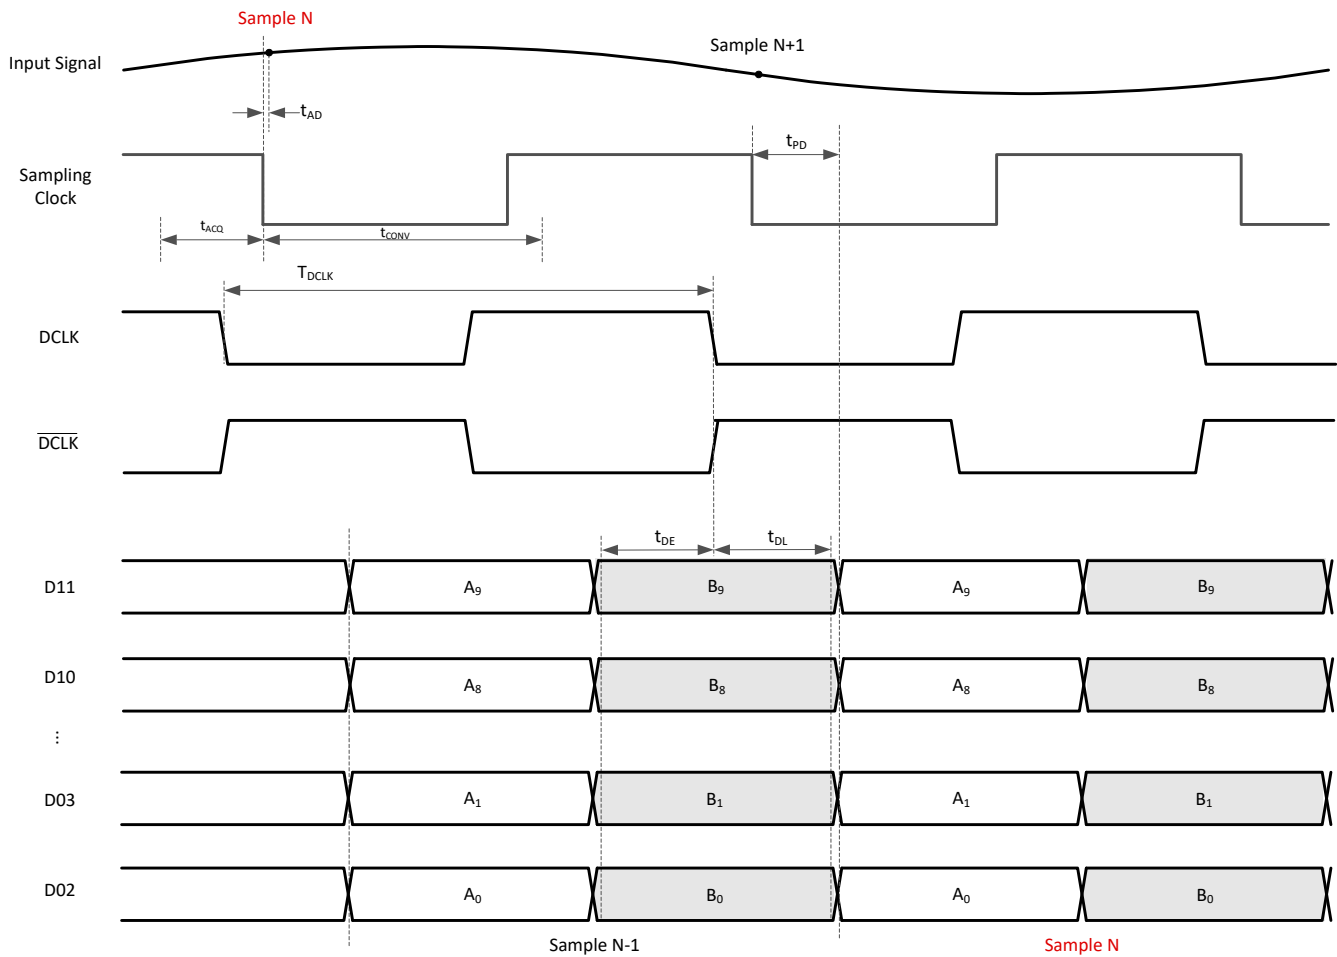 Sample N
Input Signal
Sample N+1
tAD
tPD
Sampling
Clock
tACQ
tCONV
TDCLK
DCLK
D̅C̅L̅K̅
tDE
tDL
D11
A9
B9
A9
B9
D10
A8
B8
A8
B8
...
D03
A1
B1
A1
B1
D02
A0
B0
A0
B0
Sample N-1
Sample N